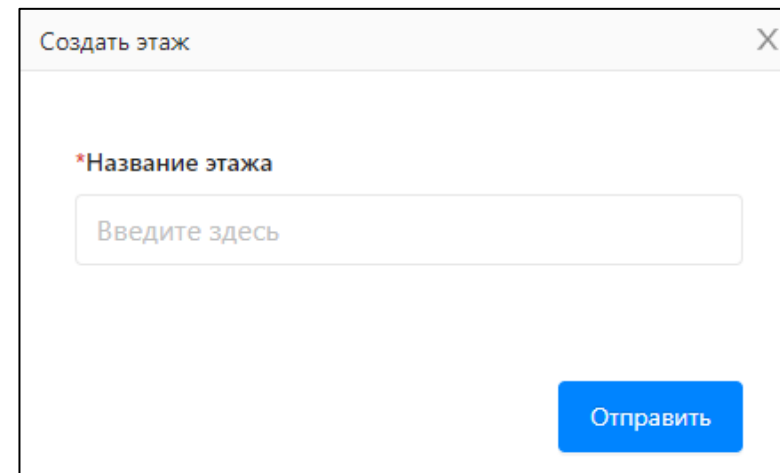 Создать этаж X
*Название этажа
Введите здесь
Отправить